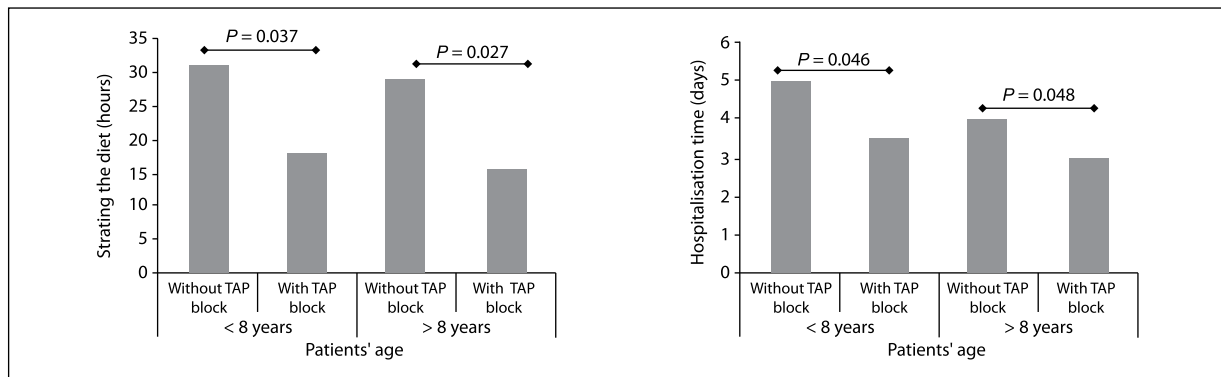 35
30
25
20
15
10
5
0
Strating the diet (hours)
P = 0.037
P = 0.027
Without TAP block
With TAP block
Without TAP block
With TAP block
< 8 years
> 8 years
Patients' age
6
5
4
3
2
1
0
Hospitalisation time (days)
P = 0.046
P = 0.048
Without TAP block
With TAP block
Without TAP block
With TAP block
< 8 years
> 8 years
Patients' age